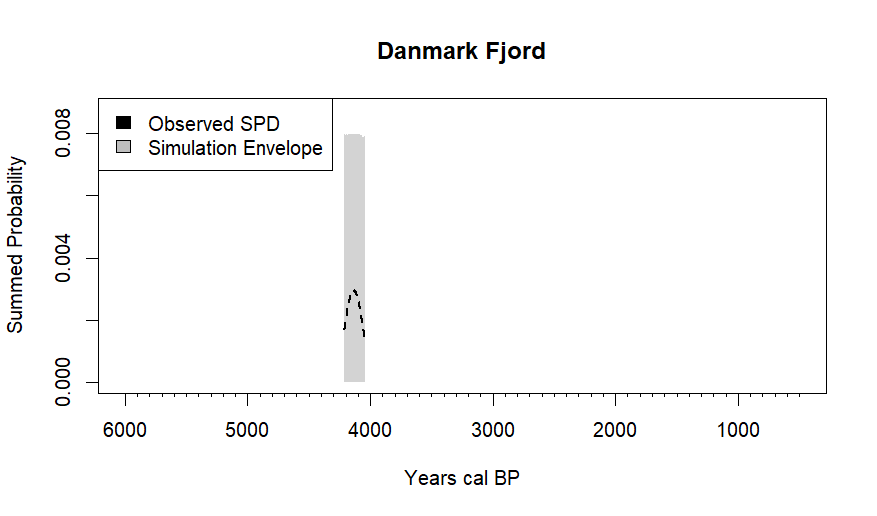 Danmark Fjord
Observed SPD
Simulation Envelope
Summed Probability
0.008
0.004
0.000
6000 5000 4000 3000 2000 1000
Years cal BP